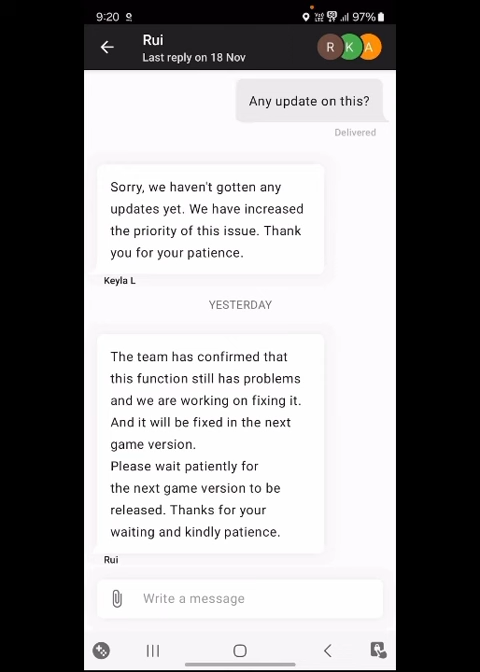 9:20
97%
Rui
Last reply on 18 Nov
R K A
Any update on this?
Delivered
Sorry, we haven't gotten any
updates yet. We have increased
the priority of this issue. Thank
you for your patience.
Keyla L
YESTERDAY
The team has confirmed that
this function still has problems
and we are working on fixing it.
And it will be fixed in the next
game version.
Please wait patiently for
the next game version to be
released. Thanks for your
waiting and kindly patience.
Rui
Write a message